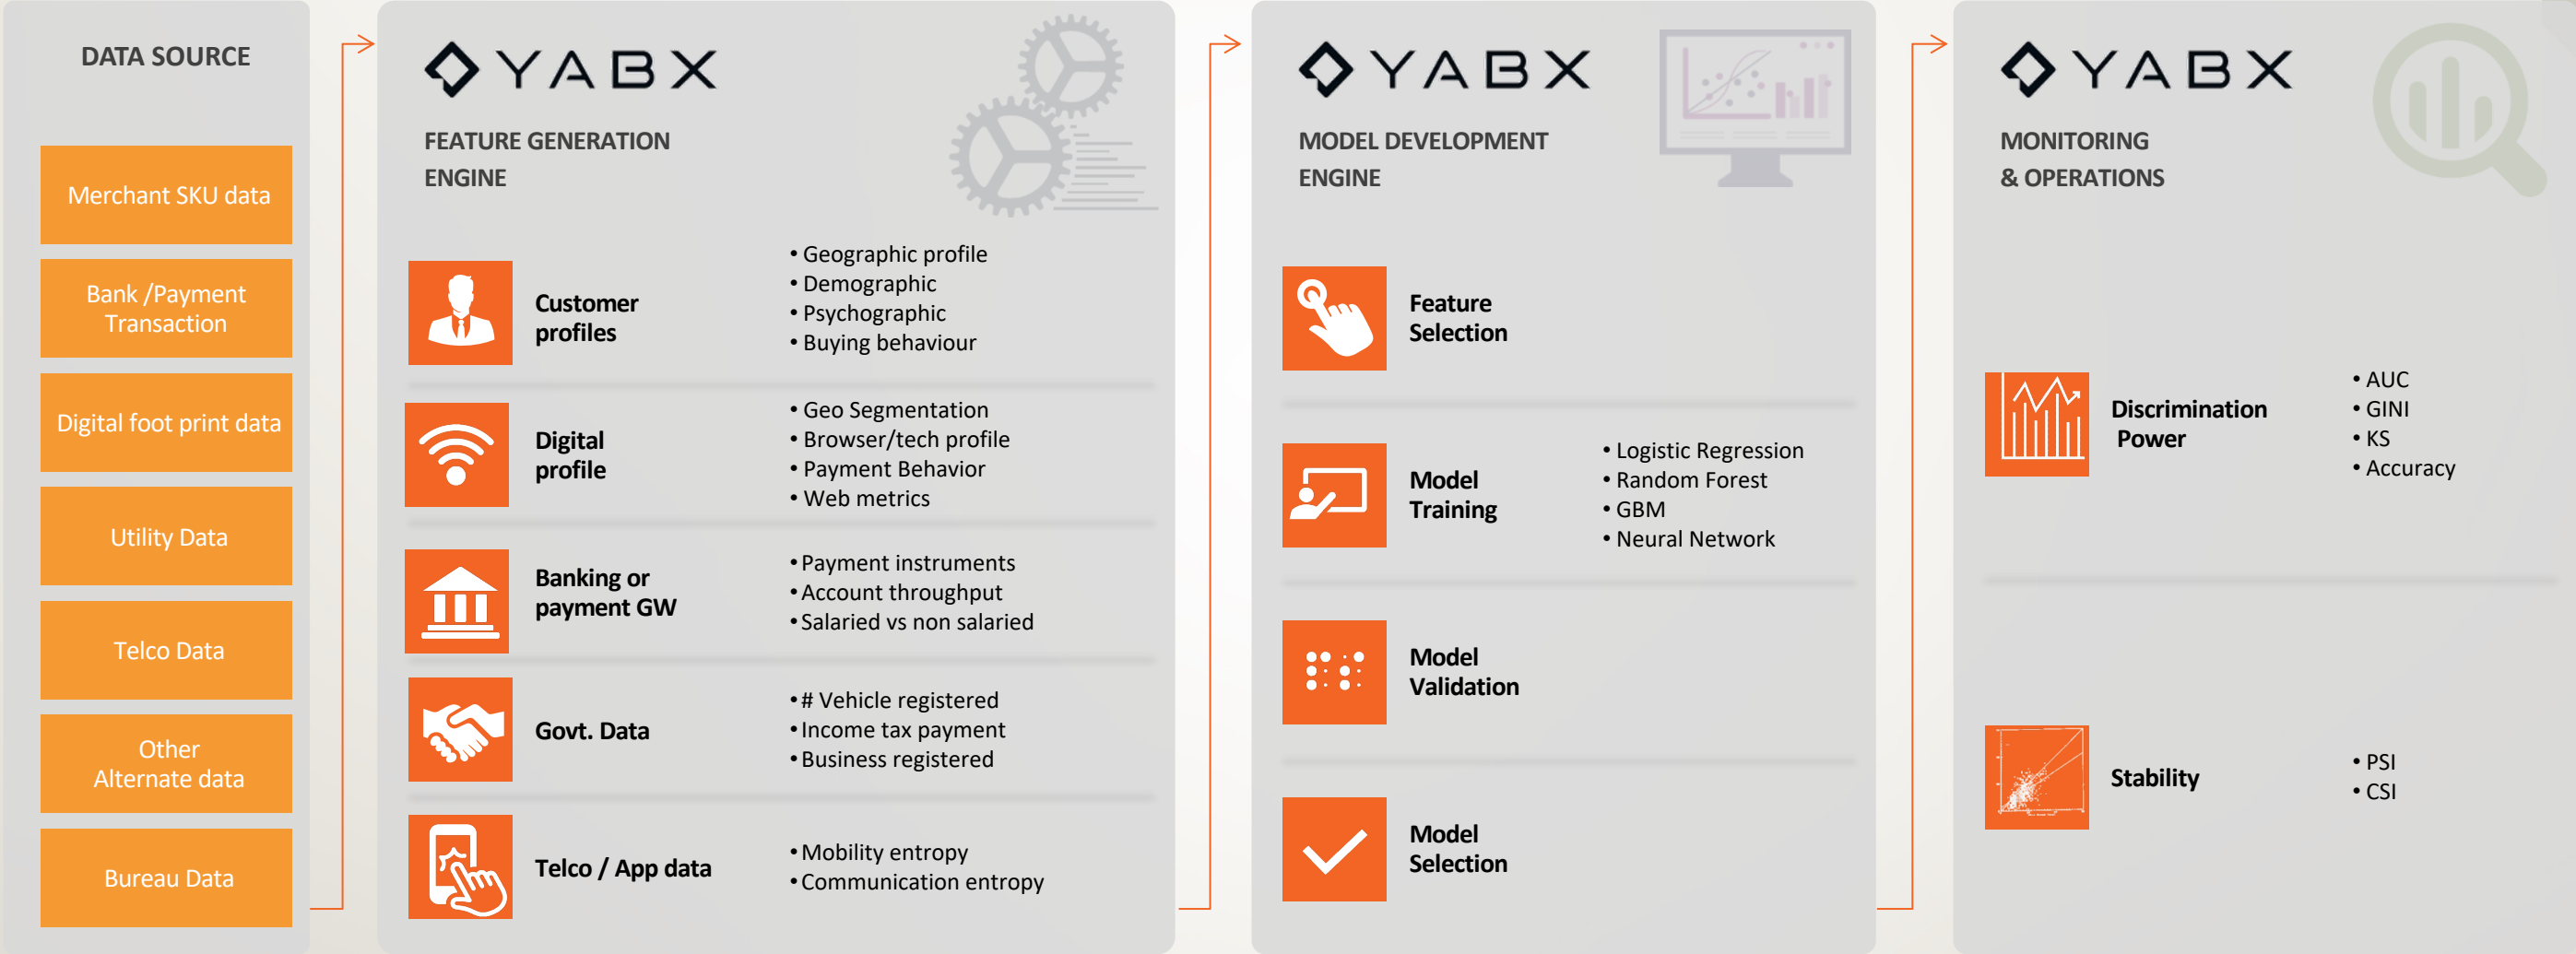 DATA SOURCE
Merchant SKU data
Bank /Payment
Transaction
Digital foot print data
Utility Data
Telco Data
Other
Alternate data
Bureau Data
YABX
FEATURE GENERATION
ENGINE
Customer
profiles
• Geographic profile
• Demographic
• Psychographic
• Buying behaviour
Digital
profile
• Geo Segmentation
• Browser/tech profile
• Payment Behavior
• Web metrics
Banking or
payment GW
• Payment instruments
• Account throughput
• Salaried vs non salaried
Govt. Data
• # Vehicle registered
• Income tax payment
• Business registered
Telco / App data
• Mobility entropy
• Communication entropy
YABX
MODEL DEVELOPMENT
ENGINE
Feature
Selection
Model
Training
• Logistic Regression
• Random Forest
• GBM
• Neural Network
Model
Validation
Model
Selection
YABX
MONITORING
& OPERATIONS
Discrimination
Power
• AUC
• GINI
• KS
• Accuracy
Stability
• PSI
• CSI